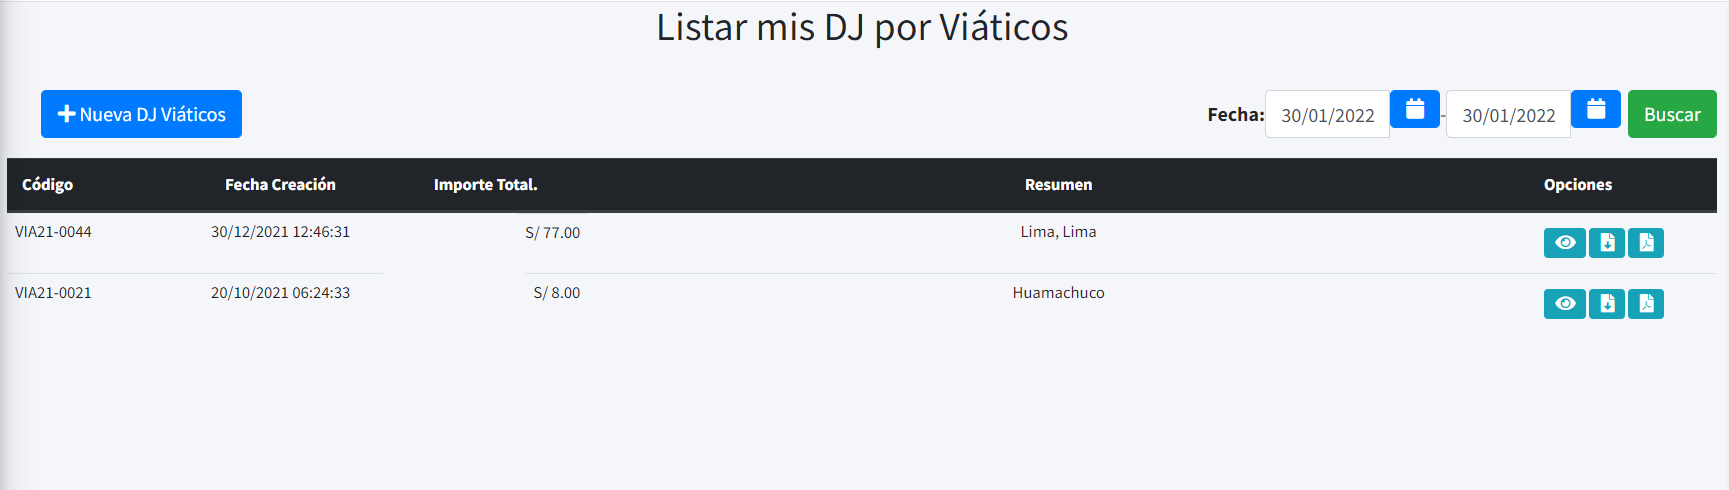 Listar mis DJ por Viáticos
Nueva DJ Viáticos
Fecha: 30/01/2022 - 30/01/2022 Buscar
Código Fecha Creación Importe Total. Resumen Opciones
VIA21-0044 30/12/2021 12:46:31 S/ 77.00 Lima, Lima
VIA21-0021 20/10/2021 06:24:33 S/ 8.00 Huamachuco